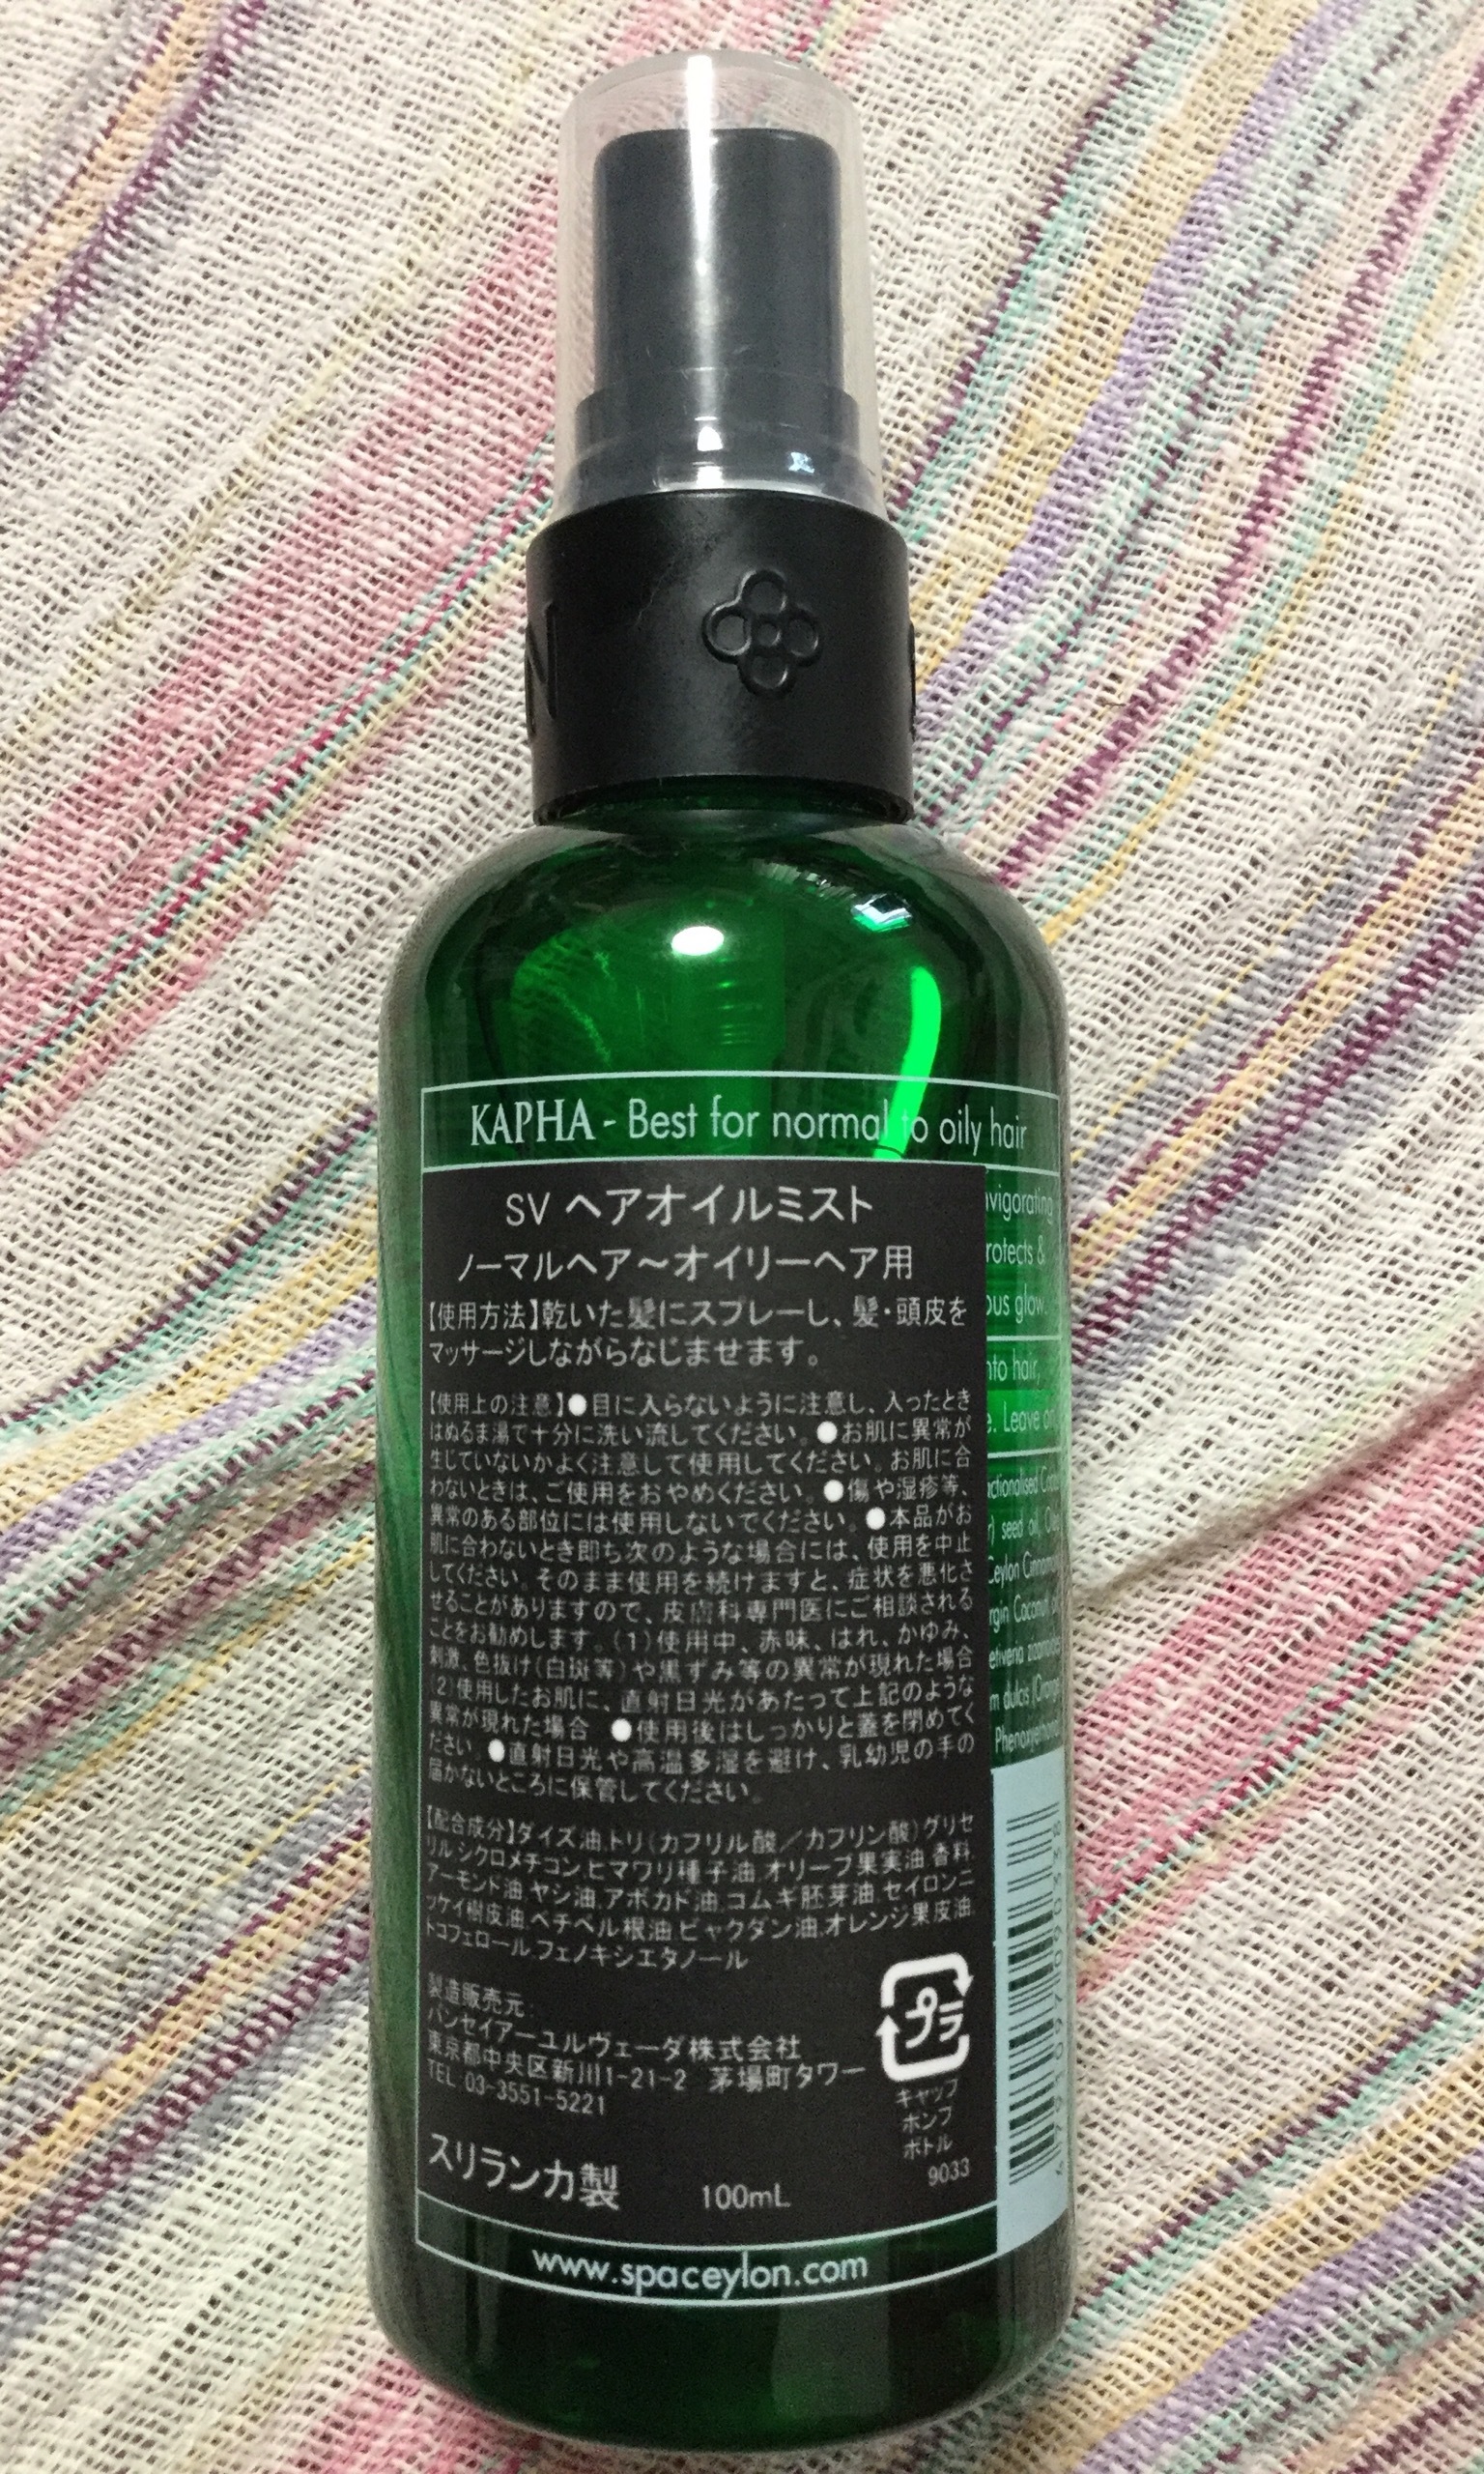 N
KAPHA - Best for normal to oily hair
SV ヘアオイルミスト
ノーマルヘア～オイリーヘア用
【使用方法】乾いた髪にスプレーし、髪・頭皮を
マッサージしながらなじませます。
【使用上の注意】●目に入らないように注意し、入ったとき
はぬるま湯で十分に洗い流してください。●お肌に異常が
生じていないかよく注意して使用してください。お肌に合
わないときは、ご使用をおやめください。●傷や湿疹等、
異常のある部位には使用しないでください。●本品がお
肌に合わないとき即ち次のような場合には、使用を中止
してください。そのまま使用を続けますと、症状を悪化さ
せることがありますので、皮膚科専門医にご相談される
ことをお勧めします。(1)使用中、赤味、はれ、かゆみ、
刺激、色抜け(白斑等)や黒ずみ等の異常が現れた場合
(2)使用したお肌に、直射日光があたって上記のような
異常が現れた場合 ●使用後はしっかりと蓋を閉めてく
ださい。●直射日光や高温多湿を避け、乳幼児の手の
届かないところに保管してください。
【配合成分】ダイズ油,トリ(カプリル酸／カプリン酸)グリセ
リル,シクロメチコン,ヒマワリ種子油,オリーブ果実油,香料,
アーモンド油,ヤシ油,アボカド油,コムギ胚芽油,セイロンニ
ッケイ樹皮油,ベチベル根油,ビャクダン油,オレンジ果皮油,
トコフェロール,フェノキシエタノール
製造販売元:
バンセイアーユルヴェーダ株式会社
東京都中央区新川1-21-2 茅場町タワー
TEL.03-3551-5221
プラ
キャップ
ポンプ
ボトル
9033
スリランカ製 100mL
www.spaceylon.com
nvigorating
rotects &
ous glow.
nto hair,
e. Leave on
seed oil,
Ceylon Cinnamon
rgin Coconut
m dulcis (Orange
Phenoxyethanol